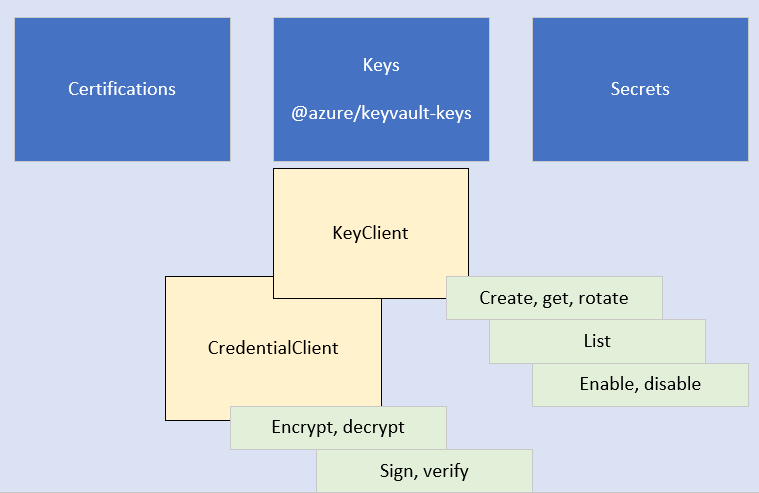 Certifications
Keys
@azure/keyvault-keys
Secrets
KeyClient
Create, get, rotate
List
CredentialClient
Enable, disable
Encrypt, decrypt
Sign, verify